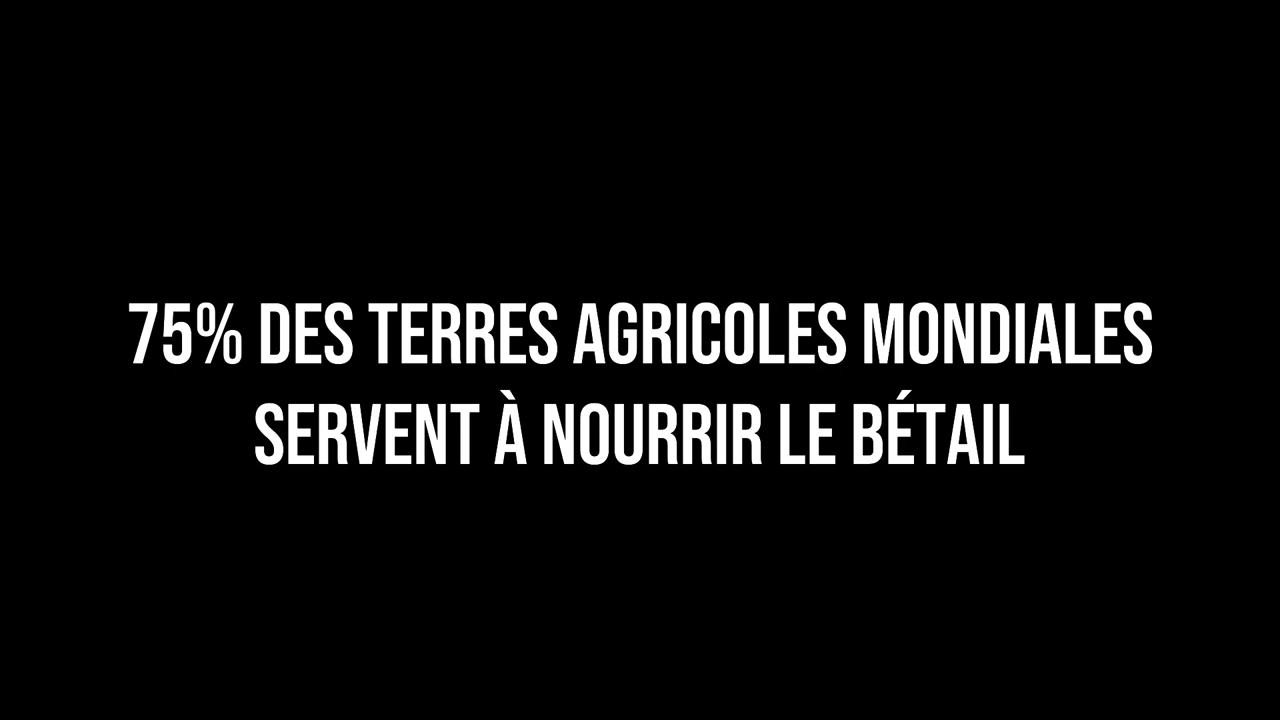 75% DES TERRES AGRICOLES MONDIALES
SERVENT À NOURRIR LE BÉTAIL